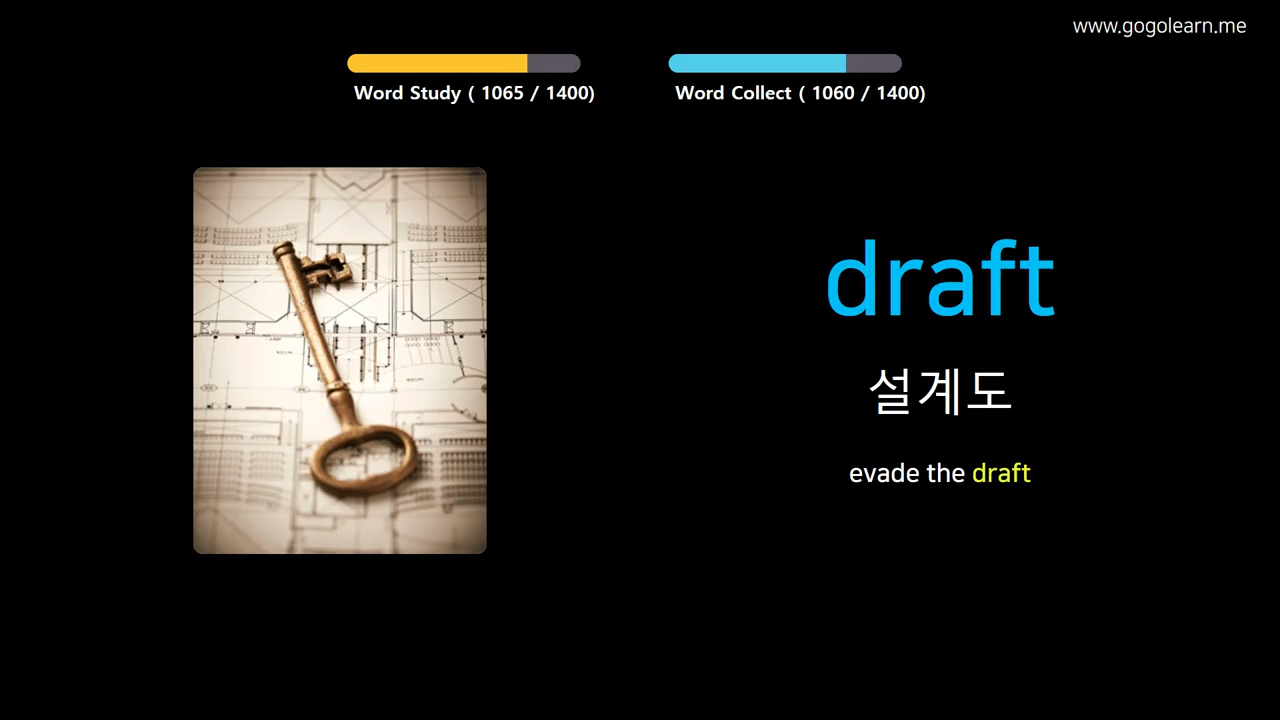 www.gogolearn.me
Word Study ( 1065 / 1400)
Word Collect ( 1060 / 1400)
draft
설계도
evade the draft